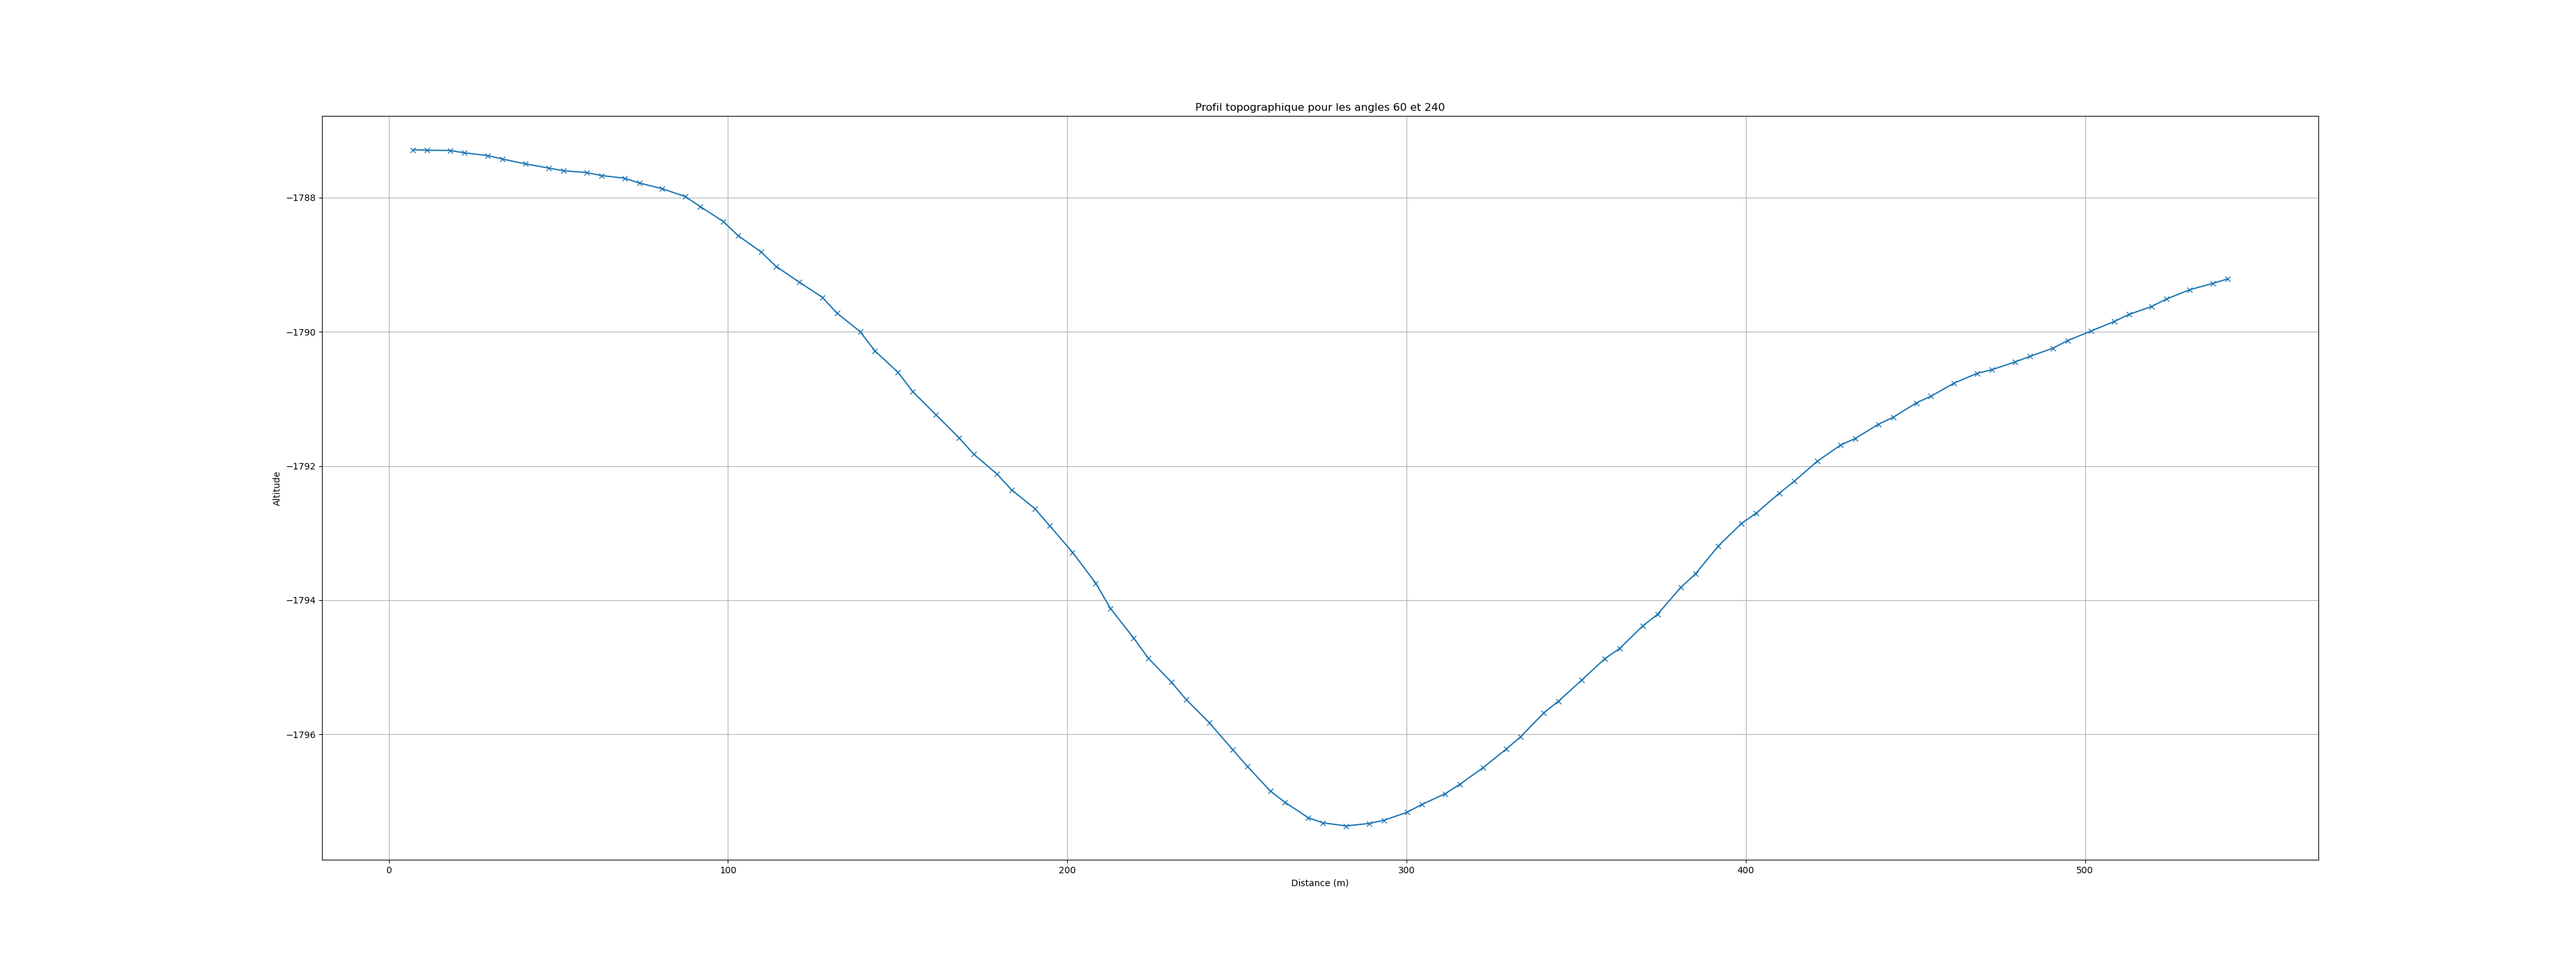 Profil topographique pour les angles 60 et 240
Altitude
−1788
−1790
−1792
−1794
−1796
0 100 200 300 400 500
Distance (m)